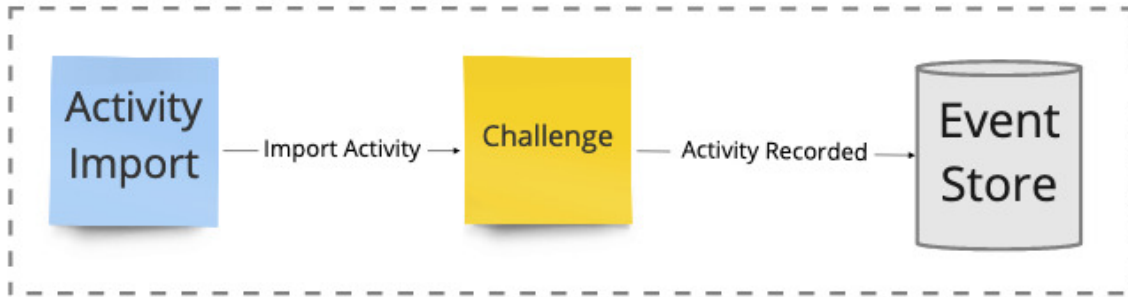 Activity
Import
Import Activity
Challenge
Activity Recorded
Event
Store